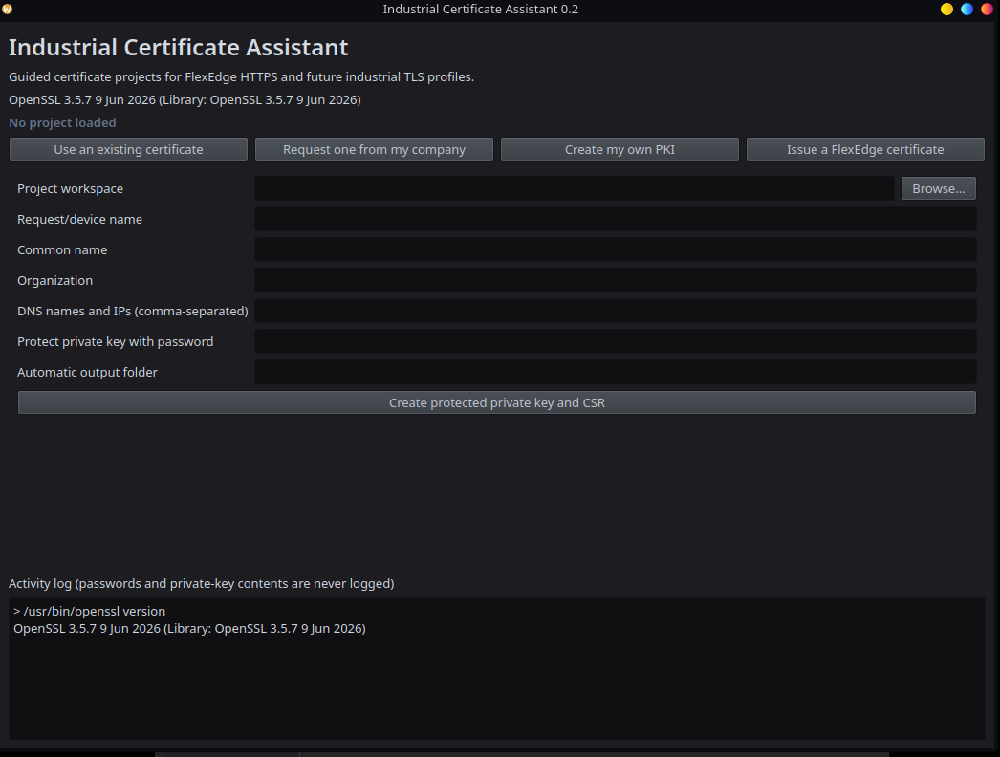 Industrial Certificate Assistant 0.2
Industrial Certificate Assistant
Guided certificate projects for FlexEdge HTTPS and future industrial TLS profiles.
OpenSSL 3.5.7 9 Jun 2026 (Library: OpenSSL 3.5.7 9 Jun 2026)
No project loaded
Use an existing certificate
Request one from my company
Create my own PKI
Issue a FlexEdge certificate
Project workspace
Browse...
Request/device name
Common name
Organization
DNS names and IPs (comma-separated)
Protect private key with password
Automatic output folder
Create protected private key and CSR
Activity log (passwords and private-key contents are never logged)
> /usr/bin/openssl version
OpenSSL 3.5.7 9 Jun 2026 (Library: OpenSSL 3.5.7 9 Jun 2026)